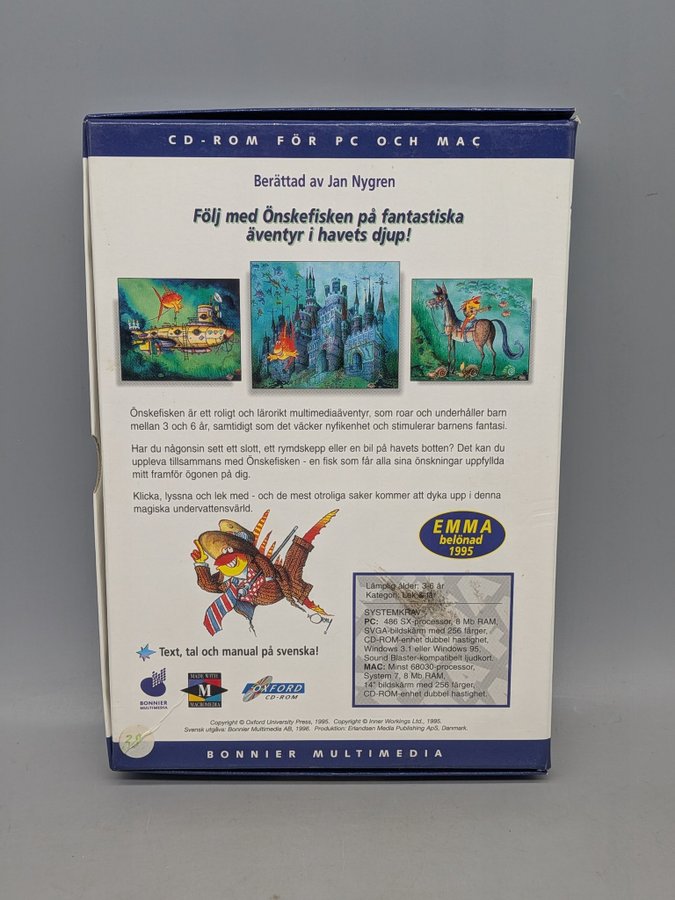 CD-ROM FÖR PC OCH MAC
Berättad av Jan Nygren
Följ med Önskefisken på fantastiska
äventyr i havets djup!
Önskefisken är ett roligt och lärorikt multimediaäventyr, som roar och underhåller barn
mellan 3 och 6 år, samtidigt som det väcker nyfikenhet och stimulerar barnens fantasi.
Har du någonsin sett ett slott, ett rymdskepp eller en bil på havets botten? Det kan du
uppleva tillsammans med Önskefisken - en fisk som får alla sina önskningar uppfyllda
mitt framför ögonen på dig.
Klicka, lyssna och lek med - och de mest otroliga saker kommer att dyka upp i denna
magiska undervattensvärld.
EMMA
belönad
1995
Text, tal och manual på svenska!
Lämplig ålder: 3-6 år
Kategori: Lek & lär
SYSTEMKRAV
PC: 486 SX-processor, 8 Mb RAM,
SVGA-bildskärm med 256 färger,
CD-ROM-enhet dubbel hastighet,
Windows 3.1 eller Windows 95,
Sound Blaster-kompatibelt ljudkort.
MAC: Minst 68030-processor,
System 7, 8 Mb RAM,
14" bildskärm med 256 färger,
CD-ROM-enhet dubbel hastighet.
BONNIER
MULTIMEDIA
MADE WITH
M
MACROMEDIA
OXFORD
CD-ROM
Copyright © Oxford University Press, 1995. Copyright © Inner Workings Ltd., 1995.
Svensk utgåva: Bonnier Multimedia AB, 1996. Produktion: Erlandsen Media Publishing ApS, Danmark.
BONNIER MULTIMEDIA